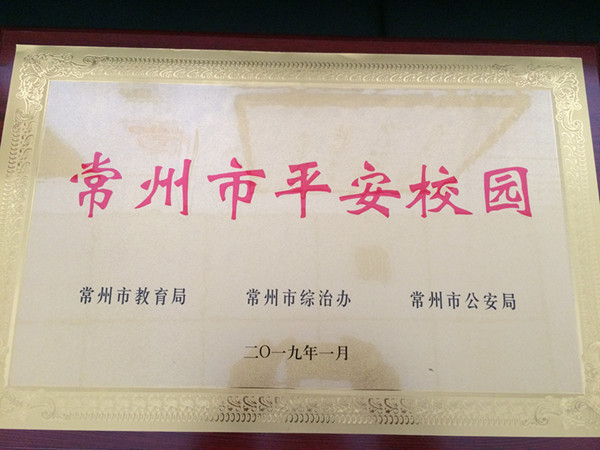 常州市平安校园
常州市教育局 常州市综治办 常州市公安局
二〇一九年一月